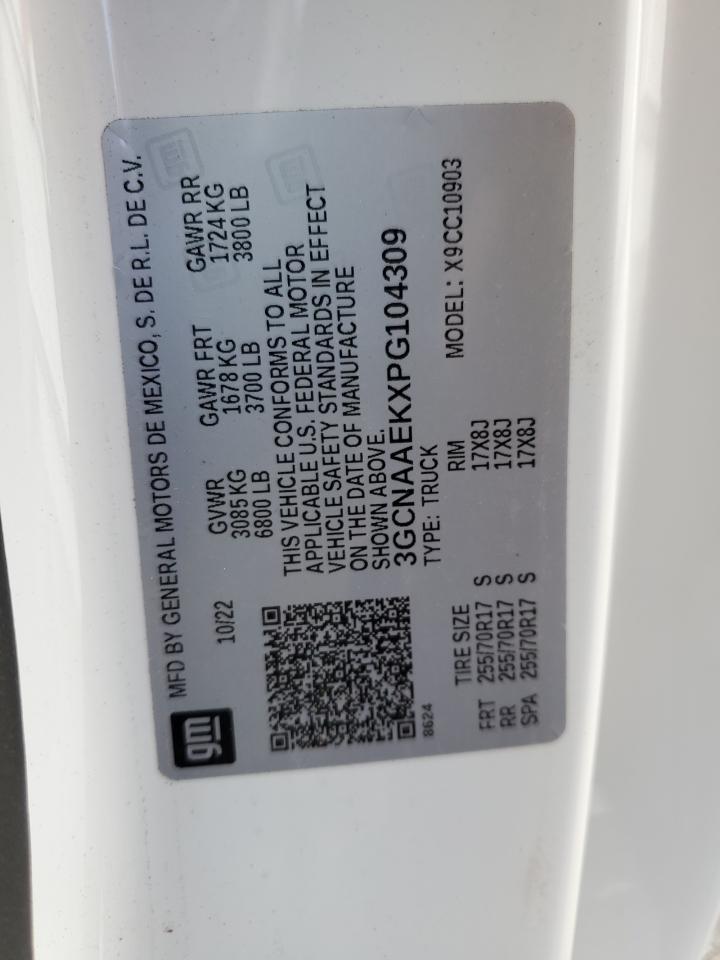 gm
MFD BY GENERAL MOTORS DE MEXICO, S. DE R.L. DE C.V.
10/22
GVWR GAWR FRT GAWR RR
3085 KG 1678 KG 1724 KG
6800 LB 3700 LB 3800 LB
THIS VEHICLE CONFORMS TO ALL
APPLICABLE U.S. FEDERAL MOTOR
VEHICLE SAFETY STANDARDS IN EFFECT
ON THE DATE OF MANUFACTURE
SHOWN ABOVE.
3GCNAAEKXPG104309
8624
TYPE: TRUCK MODEL: X9CC10903
TIRE SIZE RIM
FRT 255/70R17 S 17X8J
RR 255/70R17 S 17X8J
SPA 255/70R17 S 17X8J